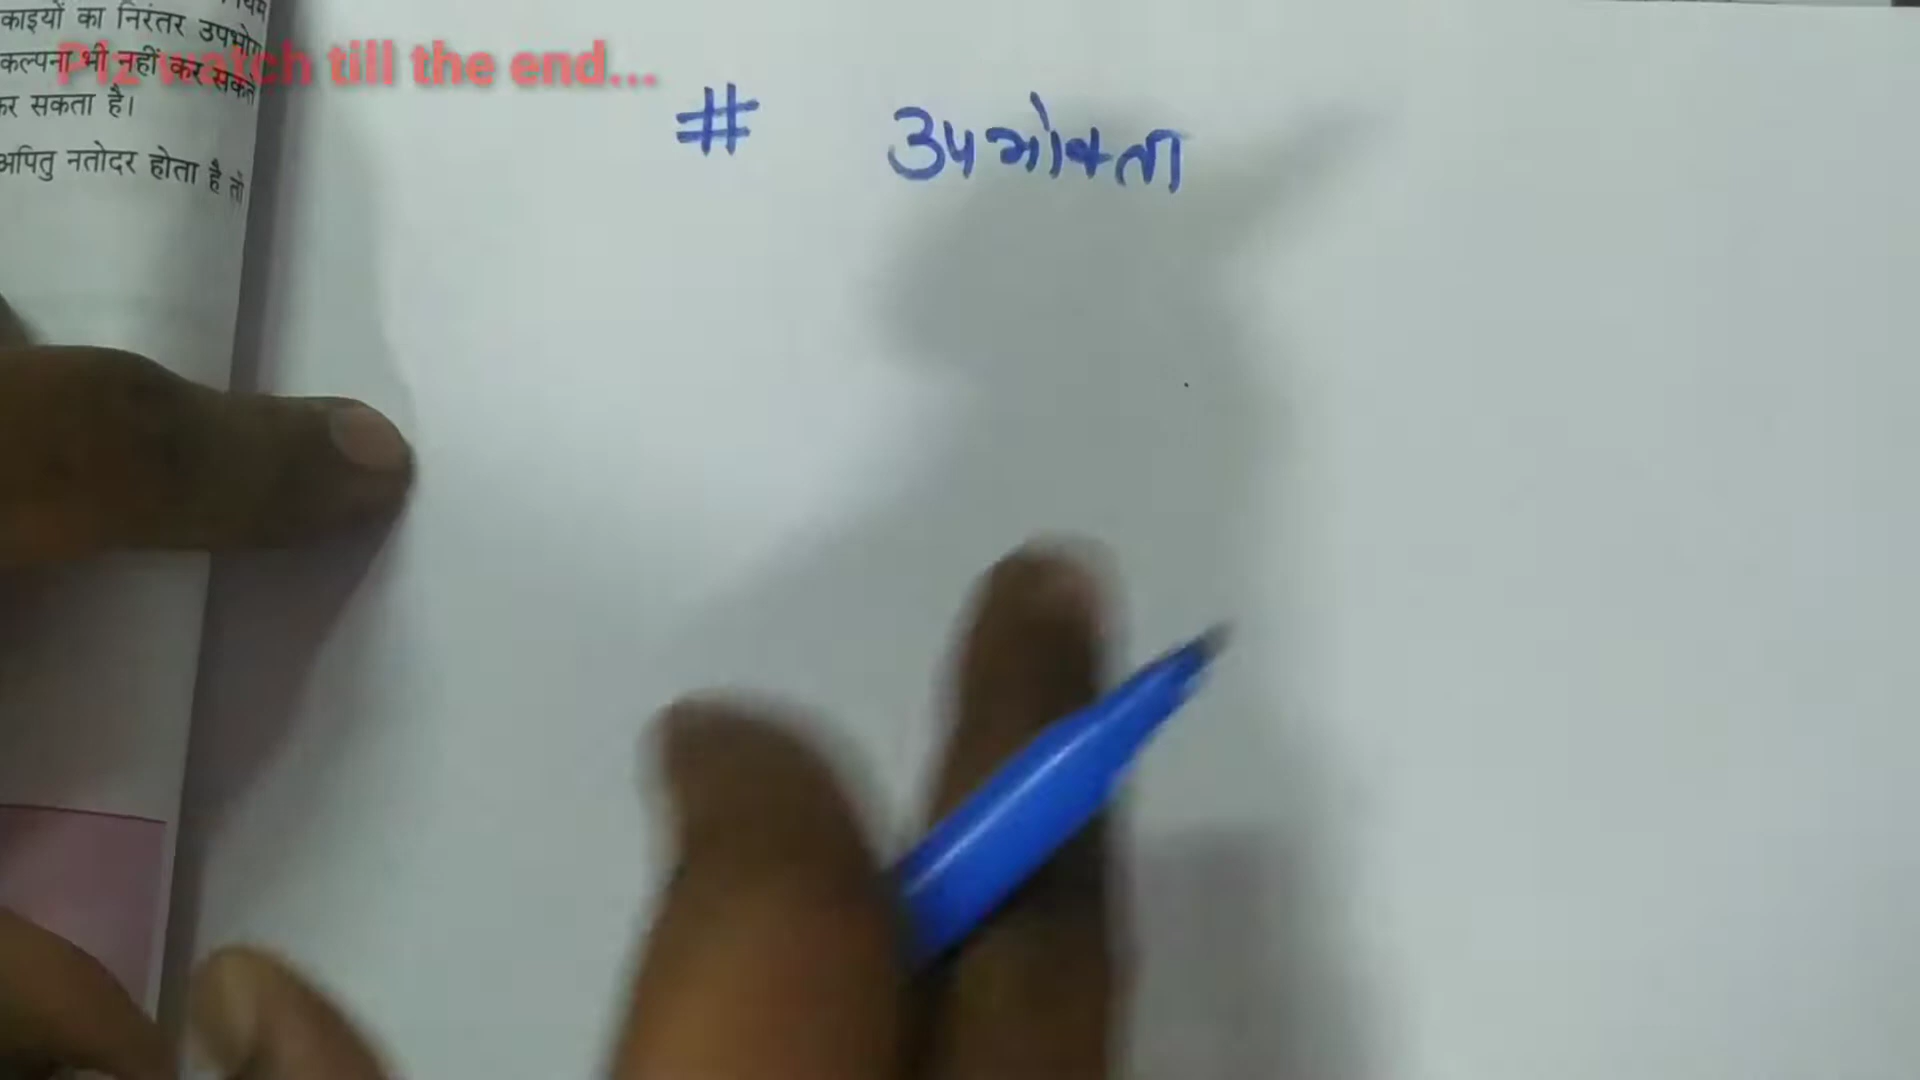 काइयों का निरंतर उपभोग
कल्पना भी नहीं कर सकते
कर सकता है।
अपितु नतोदर होता है तो
Plz watch till the end...
# उपभोक्ता